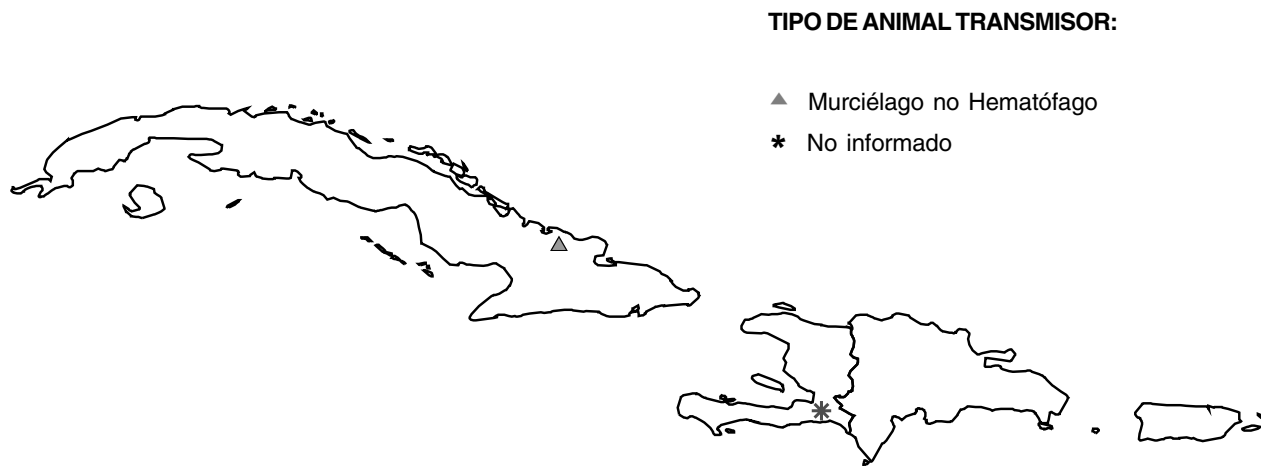 TIPO DE ANIMAL TRANSMISOR:
Murciélago no Hematófago
No informado